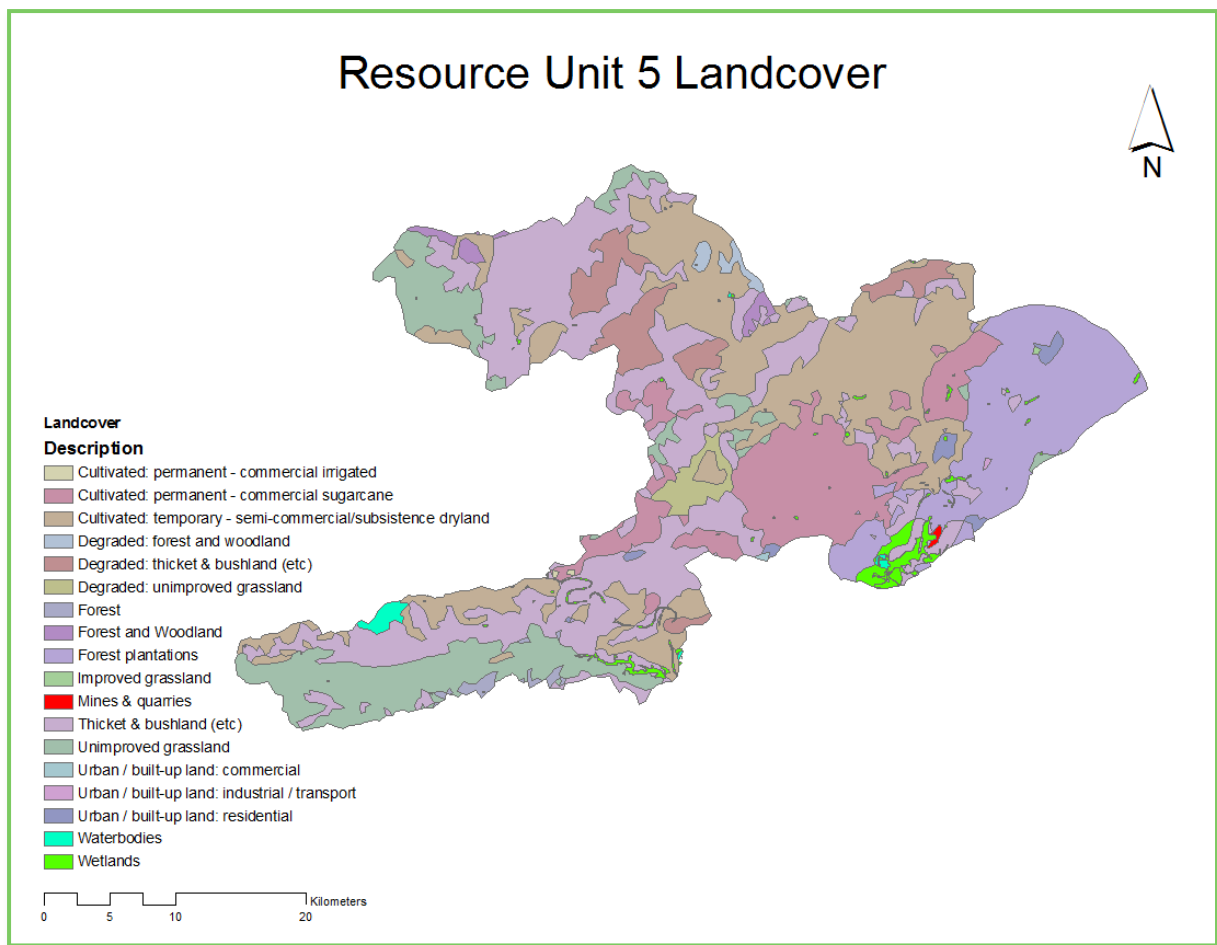 Resource Unit 5 Landcover
N
Landcover
Description
Cultivated: permanent - commercial irrigated
Cultivated: permanent - commercial sugarcane
Cultivated: temporary - semi-commercial/subsistence dryland
Degraded: forest and woodland
Degraded: thicket & bushland (etc)
Degraded: unimproved grassland
Forest
Forest and Woodland
Forest plantations
Improved grassland
Mines & quarries
Thicket & bushland (etc)
Unimproved grassland
Urban / built-up land: commercial
Urban / built-up land: industrial / transport
Urban / built-up land: residential
Waterbodies
Wetlands
Kilometers
0 5 10 20